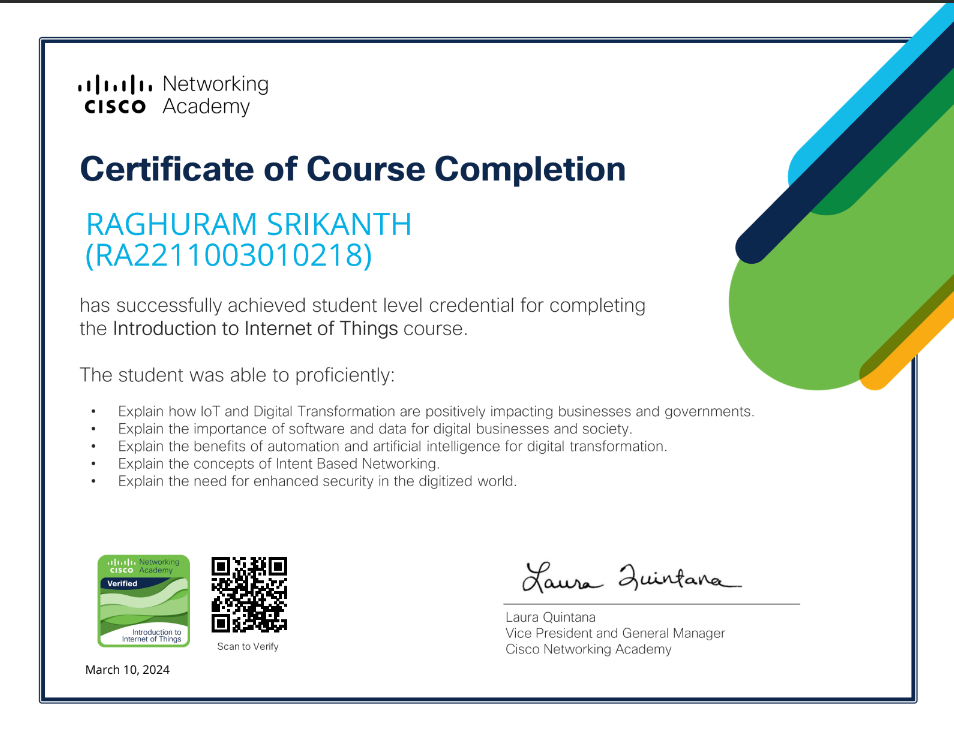 Networking
CISCO Academy
Certificate of Course Completion
RAGHURAM SRIKANTH
(RA2211003010218)
has successfully achieved student level credential for completing
the Introduction to Internet of Things course.
The student was able to proficiently:
• Explain how IoT and Digital Transformation are positively impacting businesses and governments.
• Explain the importance of software and data for digital businesses and society.
• Explain the benefits of automation and artificial intelligence for digital transformation.
• Explain the concepts of Intent Based Networking.
• Explain the need for enhanced security in the digitized world.
Networking
CISCO Academy
Verified
Introduction to
Internet of Things
Scan to Verify
March 10, 2024
Laura Quintana
Laura Quintana
Vice President and General Manager
Cisco Networking Academy